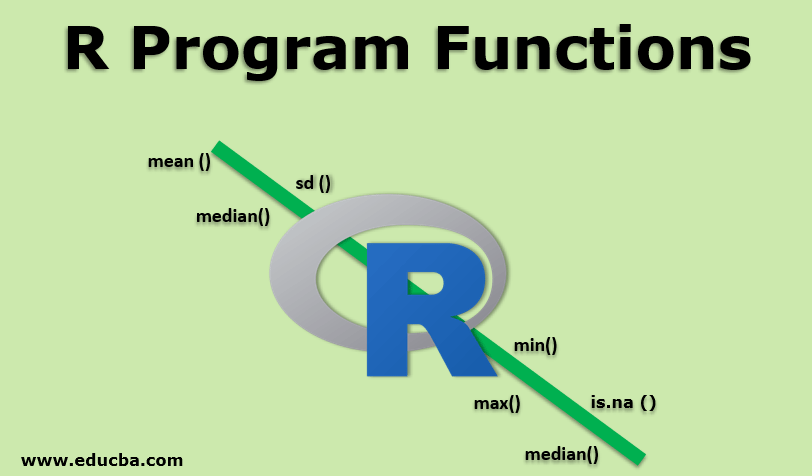 R Program Functions
mean ()
sd ()
median()
R
min()
max()
is.na ()
median()
www.educba.com